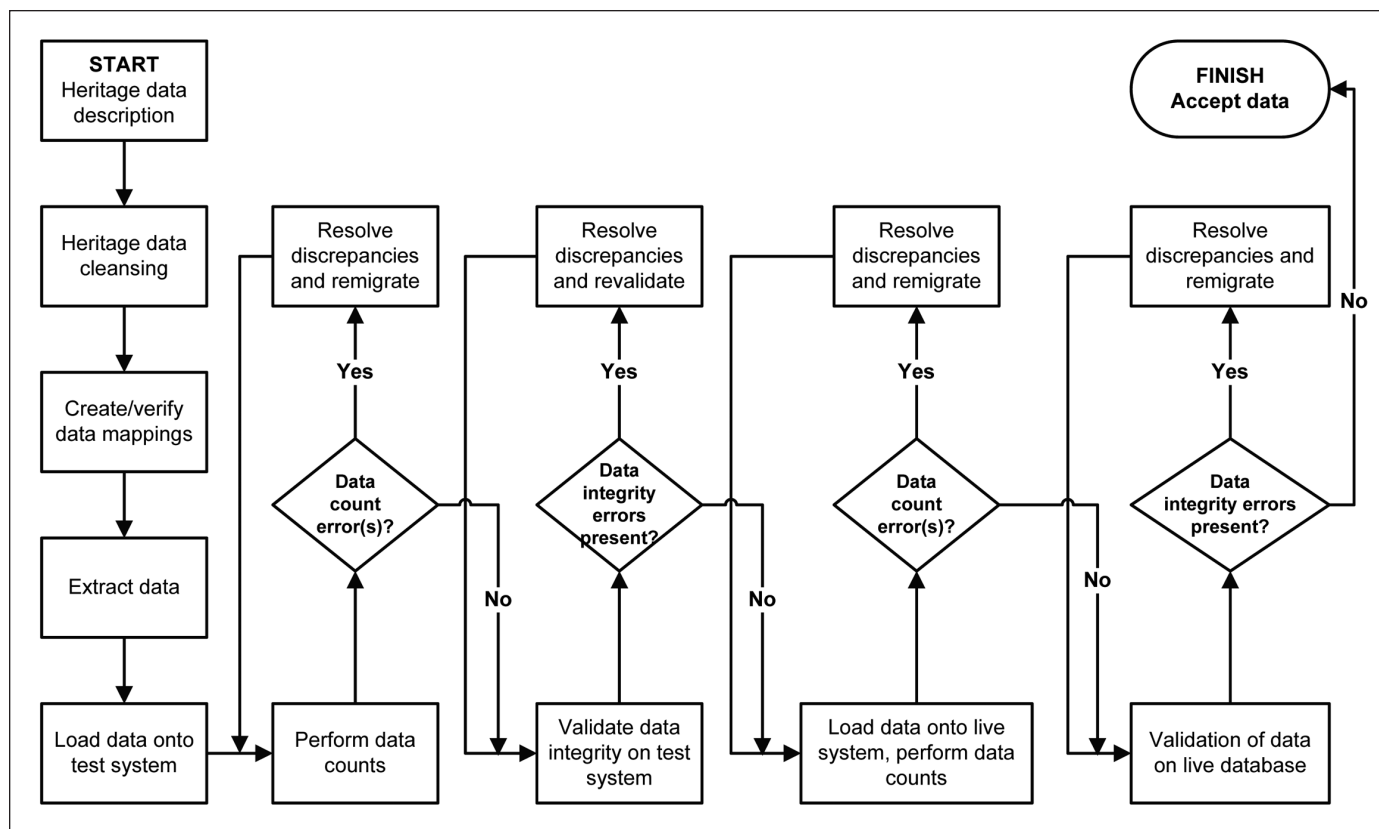 START
Heritage data
description
Heritage data
cleansing
Create/verify
data mappings
Extract data
Load data onto
test system
Perform data
counts
Data
count
error(s)?
Yes
Resolve
discrepancies
and remigrate
No
Validate data
integrity on test
system
Data
integrity
errors
present?
Yes
Resolve
discrepancies
and revalidate
No
Load data onto live
system, perform data
counts
Data
count
error(s)?
Yes
Resolve
discrepancies
and remigrate
No
Validation of data
on live database
Data
integrity errors
present?
Yes
Resolve
discrepancies and
remigrate
No
FINISH
Accept data